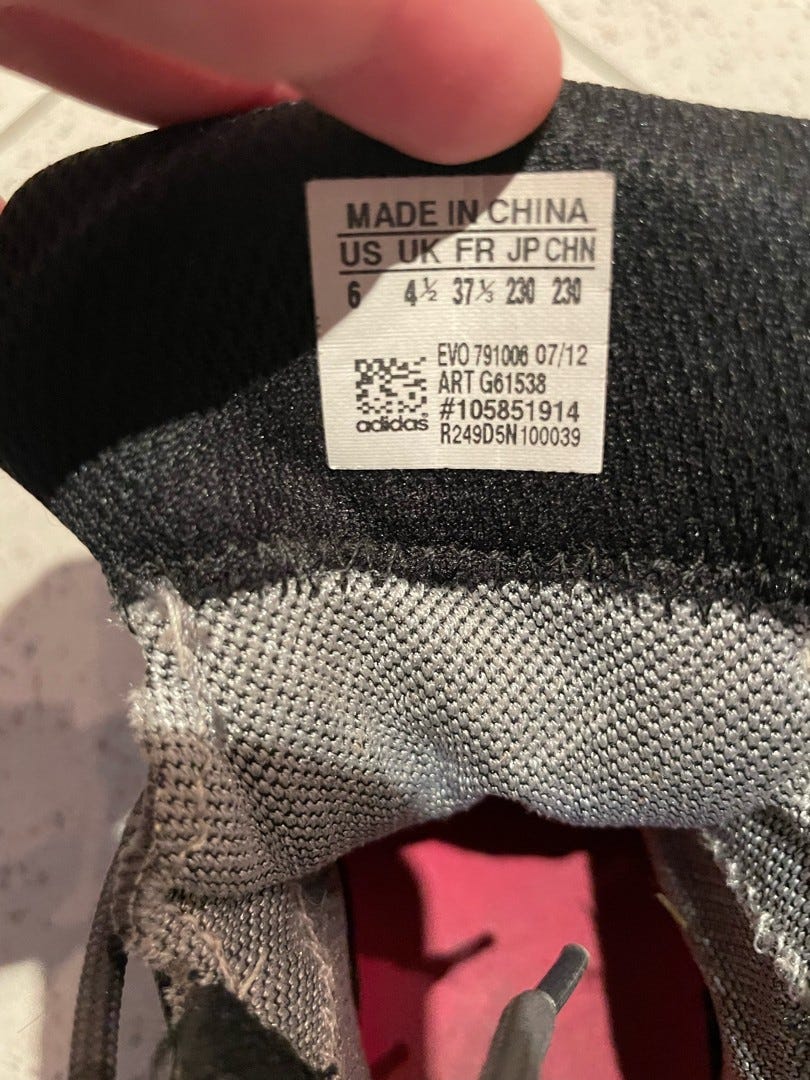 MADE IN CHINA
US UK FR JP CHN
6 4½ 37⅓ 230 230
EVO 791006 07/12
ART G61538
#105851914
adidas R249D5N100039